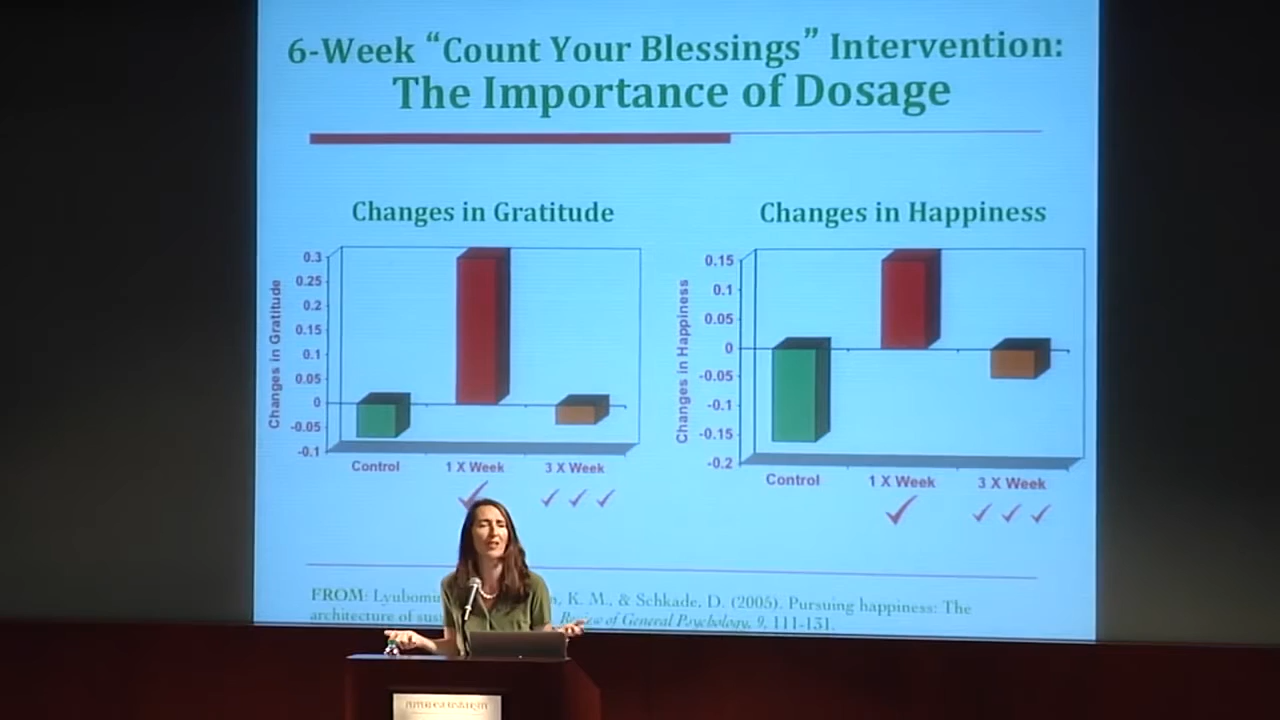 6-Week “Count Your Blessings” Intervention:
The Importance of Dosage
Changes in Gratitude
Changes in Gratitude
0.3
0.25
0.2
0.15
0.1
0.05
0
-0.05
-0.1
Control
1 X Week
3 X Week
Changes in Happiness
Changes in Happiness
0.15
0.1
0.05
0
-0.05
-0.1
-0.15
-0.2
Control
1 X Week
3 X Week
FROM: K. M., & Schkade, D. (2005). Pursuing happiness: The
architecture of of General Psychology, 9, 111-131.